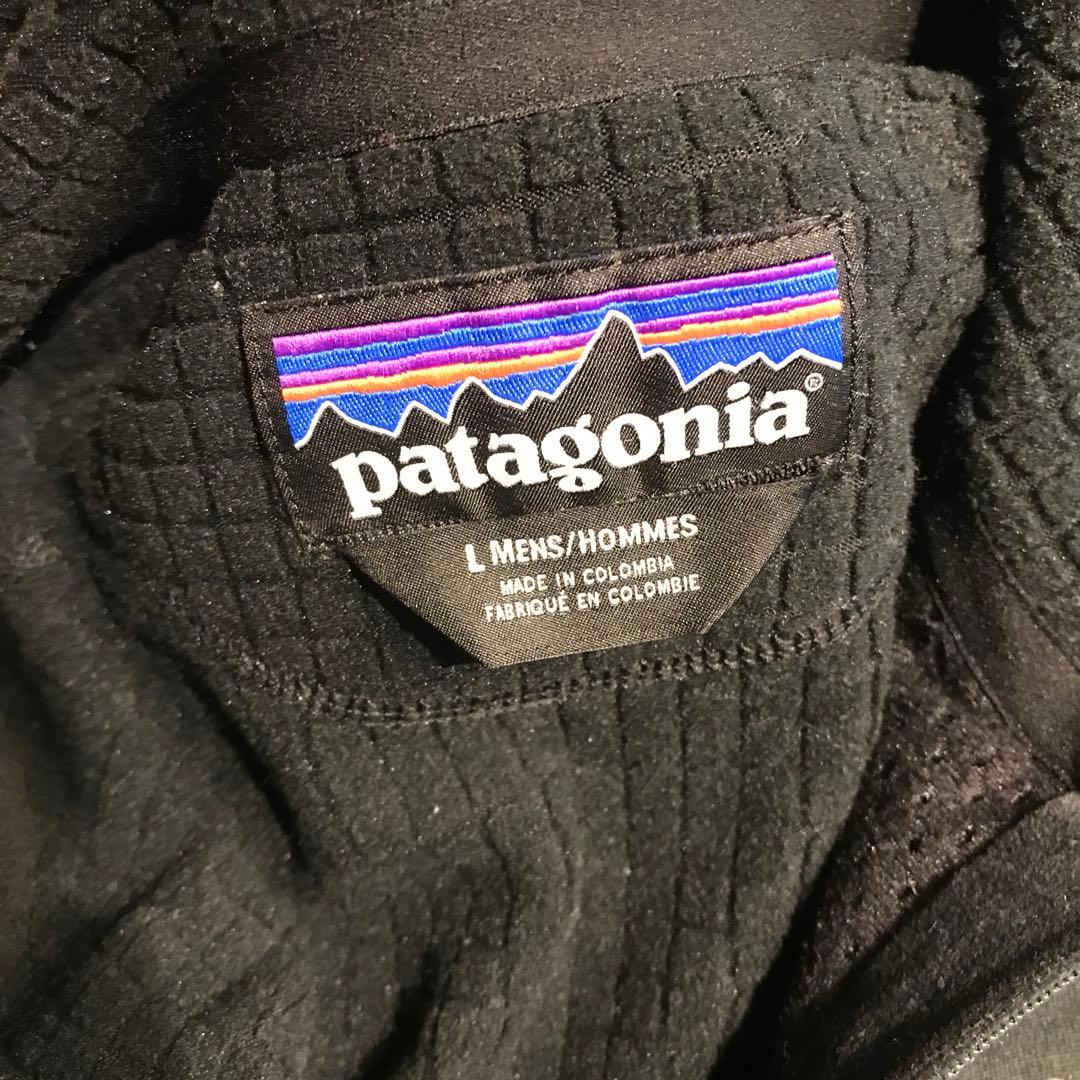 patagonia®
L MENS/HOMMES
MADE IN COLOMBIA
FABRIQUÉ EN COLOMBIE